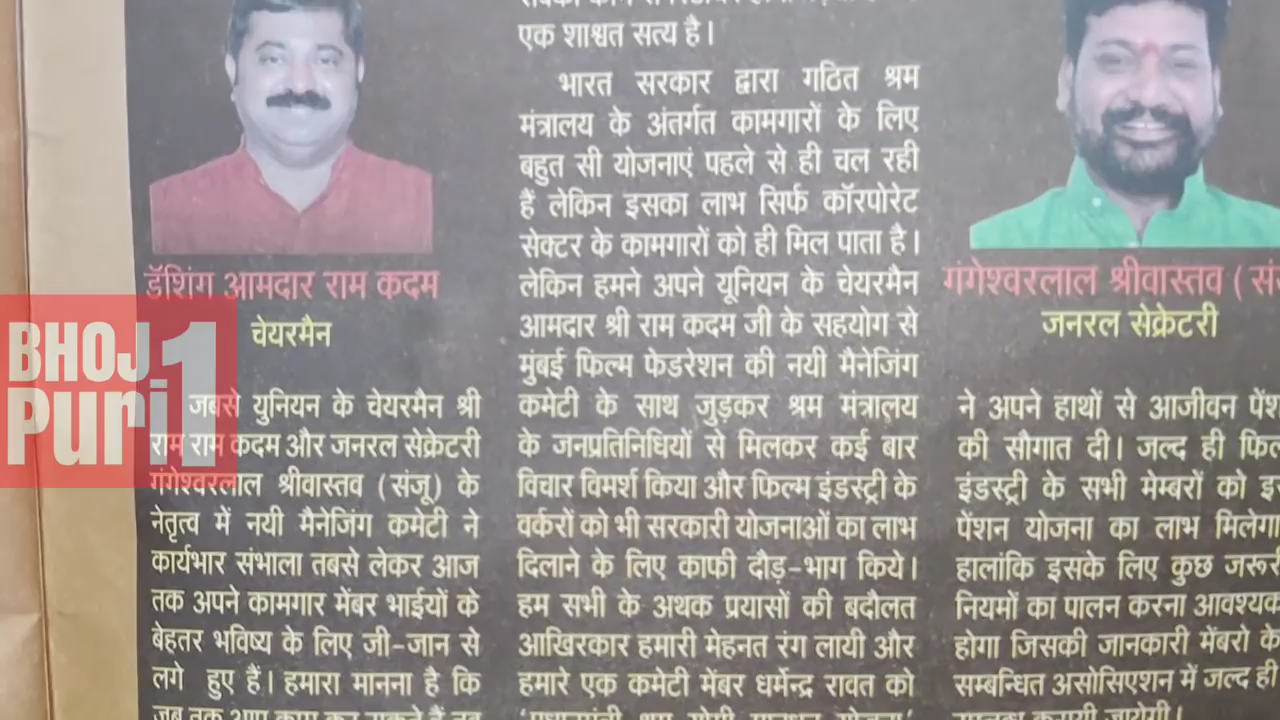 डॅशिंग आमदार राम कदम
चेयरमैन
जबसे युनियन के चेयरमैन श्री
राम राम कदम और जनरल सेक्रेटरी
गंगेश्वरलाल श्रीवास्तव (संजू) के
नेतृत्व में नयी मैनेजिंग कमेटी ने
कार्यभार संभाला तबसे लेकर आज
तक अपने कामगार मेंबर भाईयों के
बेहतर भविष्य के लिए जी-जान से
लगे हुए हैं। हमारा मानना है कि
एक शाश्वत सत्य है।
भारत सरकार द्वारा गठित श्रम
मंत्रालय के अंतर्गत कामगारों के लिए
बहुत सी योजनाएं पहले से ही चल रही
हैं लेकिन इसका लाभ सिर्फ कॉरपोरेट
सेक्टर के कामगारों को ही मिल पाता है।
लेकिन हमने अपने यूनियन के चेयरमैन
आमदार श्री राम कदम जी के सहयोग से
मुंबई फिल्म फेडरेशन की नयी मैनेजिंग
कमेटी के साथ जुड़कर श्रम मंत्रालय
के जनप्रतिनिधियों से मिलकर कई बार
विचार विमर्श किया और फिल्म इंडस्ट्री के
वर्करों को भी सरकारी योजनाओं का लाभ
दिलाने के लिए काफी दौड़-भाग किये।
हम सभी के अथक प्रयासों की बदौलत
आखिरकार हमारी मेहनत रंग लायी और
हमारे एक कमेटी मेंबर धर्मेन्द्र रावत को
गंगेश्वरलाल श्रीवास्तव (
जनरल सेक्रेटरी
ने अपने हाथों से आजीवन
की सौगात दी। जल्द ही
इंडस्ट्री के सभी मेम्बरों को
पेंशन योजना का लाभ मिलेगा
हालांकि इसके लिए कुछ
नियमों का पालन करना
होगा जिसकी जानकारी मेंबरो के
सम्बन्धित असोसिएशन में जल्द ही
BHOJ
PURI 1